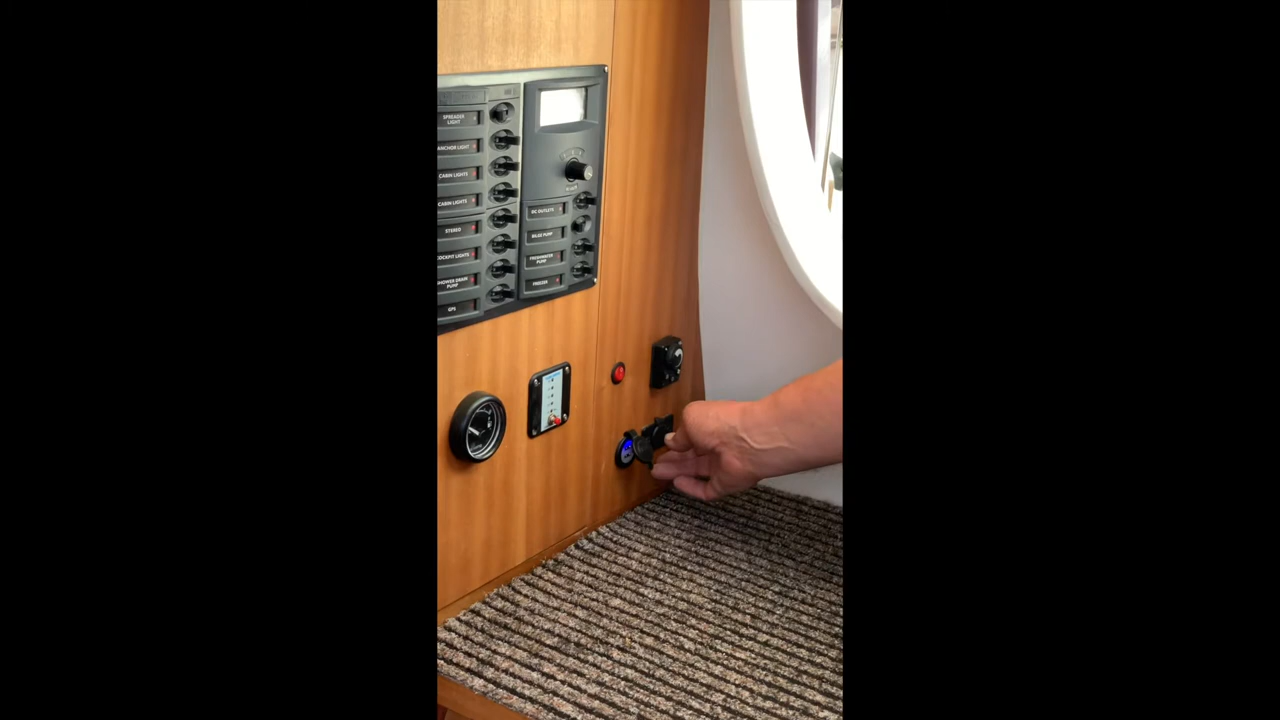 SPREADER
LIGHT
ANCHOR LIGHT
CABIN LIGHTS
CABIN LIGHTS
STEREO
COCKPIT LIGHTS
SHOWER DRAIN
PUMP
GPS
DC OUTLETS
BILGE PUMP
FRESHWATER
PUMP
FREEZER